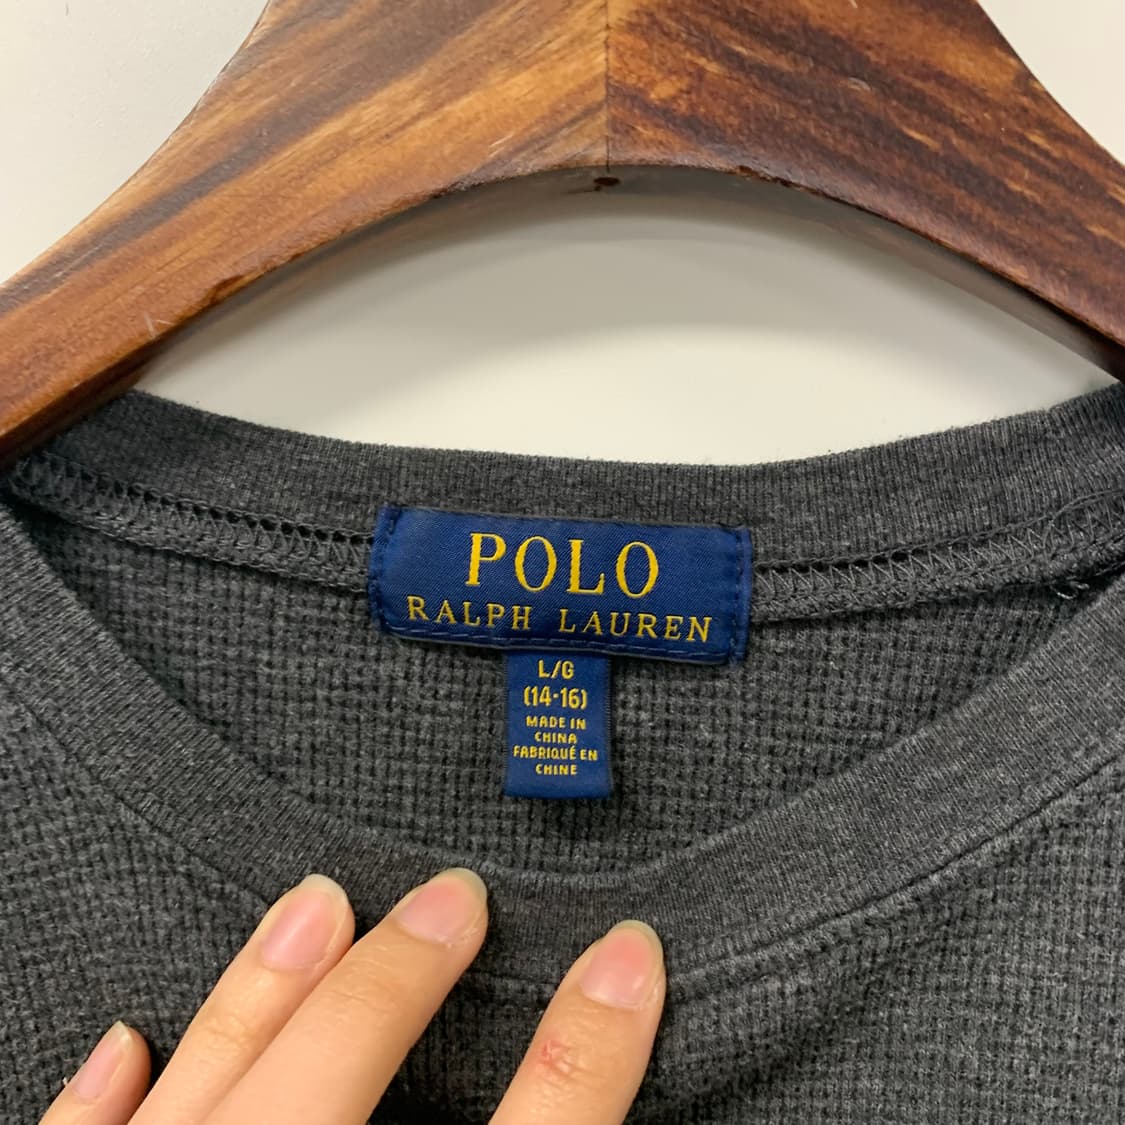 POLO
RALPH LAUREN
L/G
(14·16)
MADE IN
CHINA
FABRIQUÉ EN
CHINE